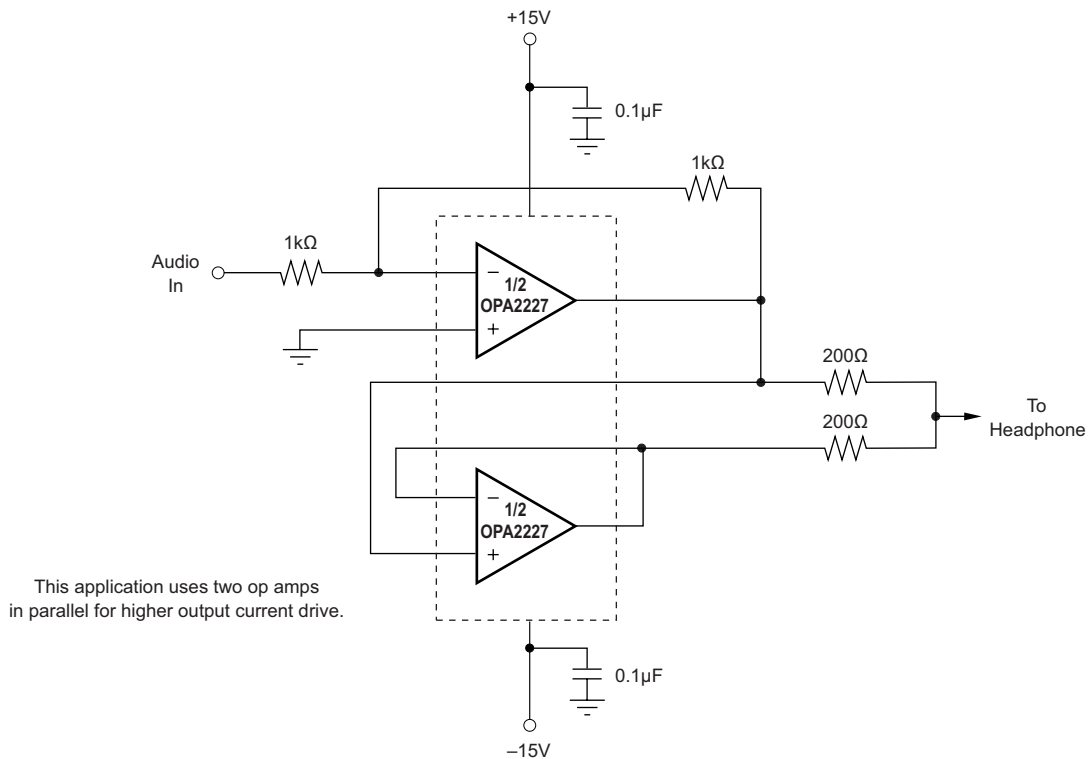 +15V
0.1µF
1kΩ
1kΩ
Audio
In
–
1/2
OPA2227
+
200Ω
200Ω
To
Headphone
–
1/2
OPA2227
+
This application uses two op amps
in parallel for higher output current drive.
0.1µF
–15V